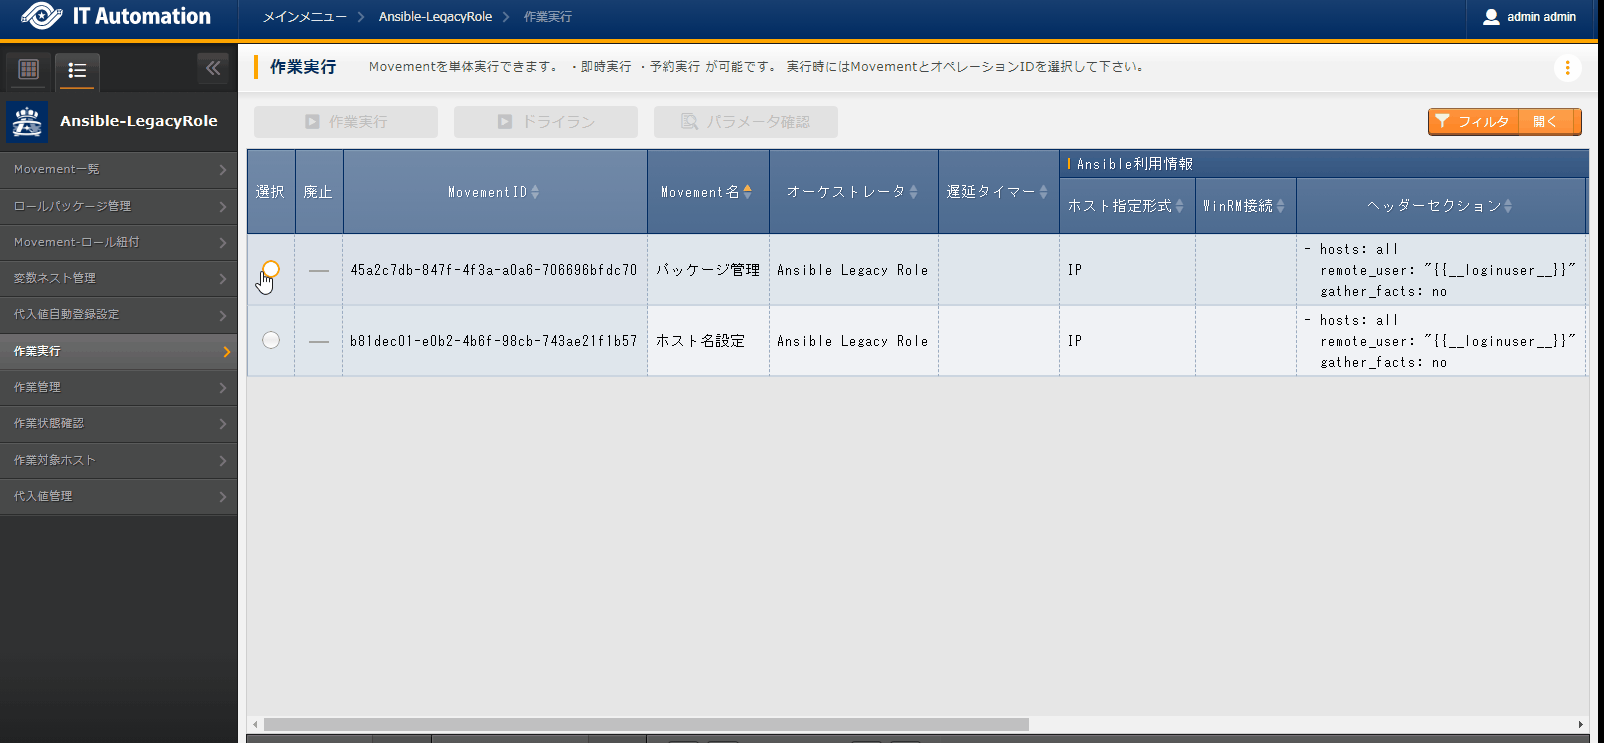 IT Automation
メインメニュー
Ansible-LegacyRole
作業実行
admin admin
Ansible-LegacyRole
Movement一覧
ロールパッケージ管理
Movement-ロール紐付
変数ネスト管理
代入値自動登録設定
作業実行
作業管理
作業状態確認
作業対象ホスト
代入値管理
作業実行
Movementを単体実行できます。 ・即時実行 ・予約実行 が可能です。 実行時にはMovementとオペレーションIDを選択して下さい。
作業実行
ドライラン
パラメータ確認
フィルタ
開く
選択
廃止
MovementID
Movement名
オーケストレータ
遅延タイマー
Ansible利用情報
ホスト指定形式
WinRM接続
ヘッダーセクション
45a2c7db-847f-4f3a-a0a6-706696bfdc70
パッケージ管理
Ansible Legacy Role
IP
- hosts: all
remote_user: "{{__loginuser__}}"
gather_facts: no
b81dec01-e0b2-4b6f-98cb-743ae21f1b57
ホスト名設定
Ansible Legacy Role
IP
- hosts: all
remote_user: "{{__loginuser__}}"
gather_facts: no